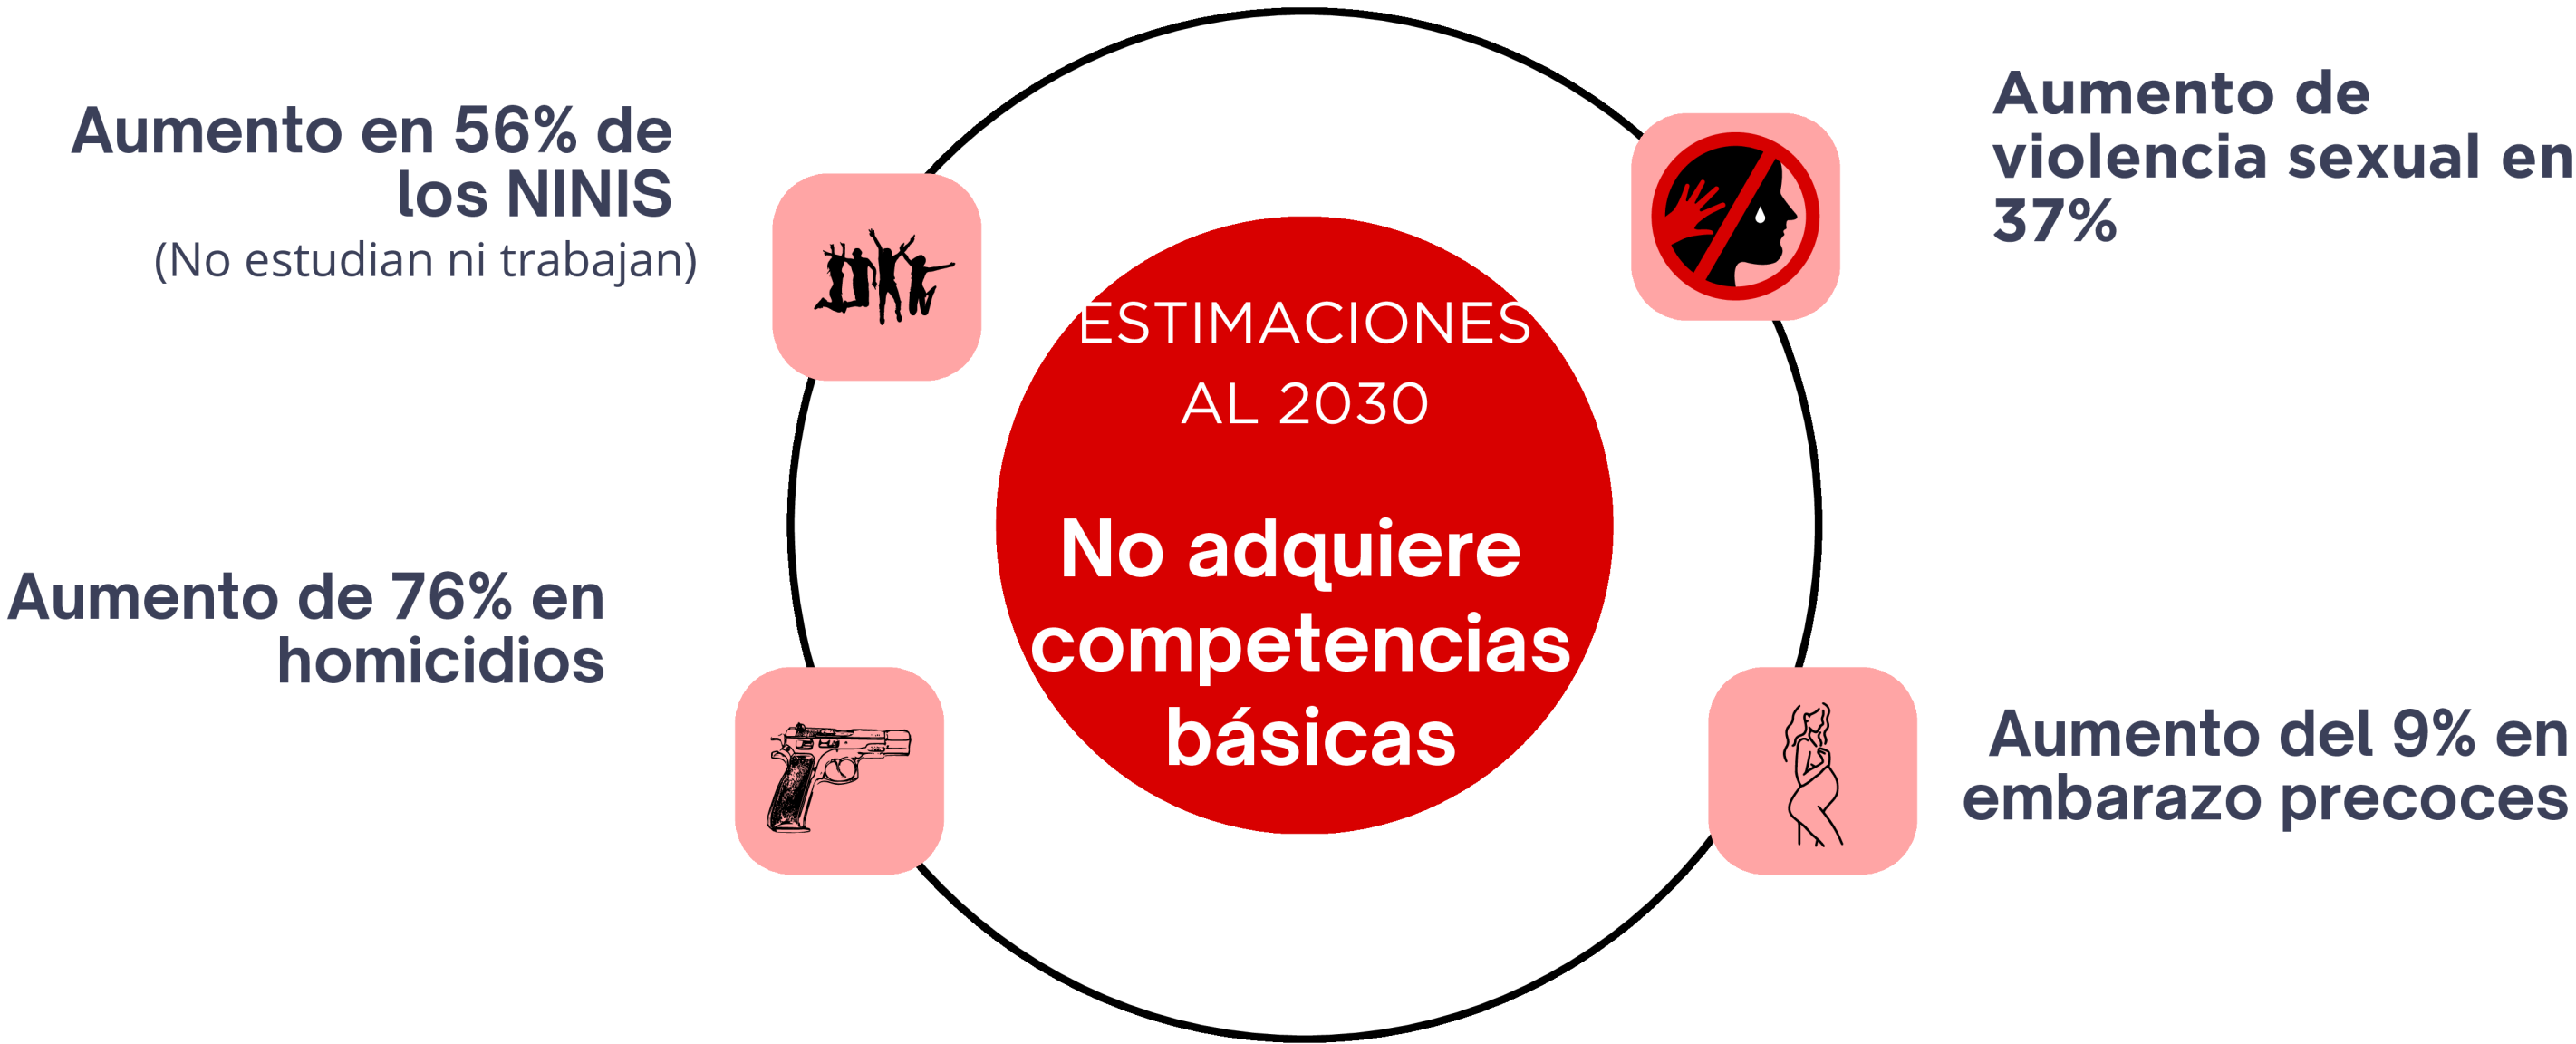 Aumento en 56% de
los NINIS
(No estudian ni trabajan)
Aumento de
violencia sexual en
37%
ESTIMACIONES
AL 2030
No adquiere
competencias
básicas
Aumento de 76% en
homicidios
Aumento del 9% en
embarazo precoces